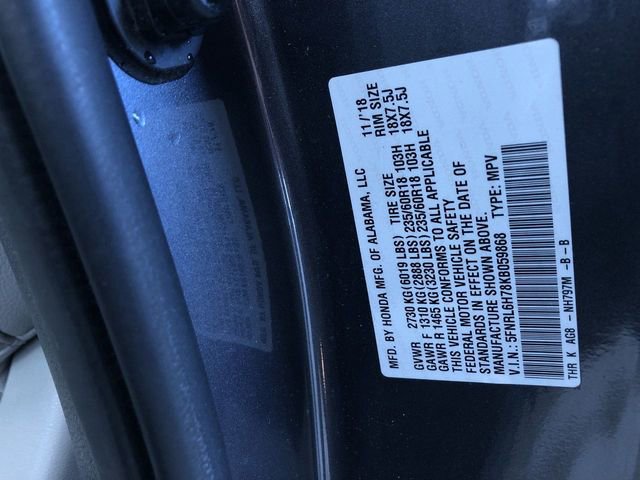 MFD. BY HONDA MFG. OF ALABAMA, LLC 11/'18
GVWR 2730 KG(6019 LBS) TIRE SIZE RIM SIZE
GAWR F 1310 KG(2888 LBS) 235/60R18 103H 18X7.5J
GAWR R 1465 KG(3230 LBS) 235/60R18 103H 18X7.5J
THIS VEHICLE CONFORMS TO ALL APPLICABLE
FEDERAL MOTOR VEHICLE SAFETY
STANDARDS IN EFFECT ON THE DATE OF
MANUFACTURE SHOWN ABOVE.
V.I.N.: 5FNRL6H78KB059868 TYPE: MPV
THR K AG8 - NH797M -B -B